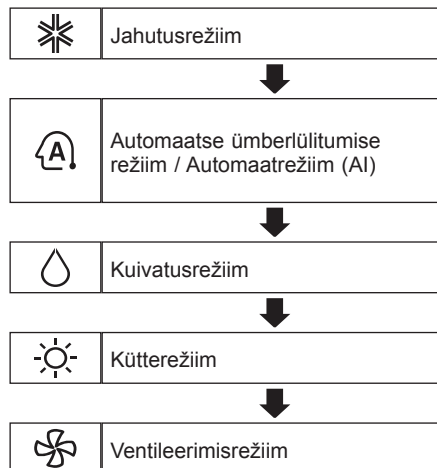 Jahutusrežiim
A
Automaatse ümberlülitumise
režiim / Automaatrežiim (AI)
Kuivatusrežiim
Kütterežiim
Ventileerimisrežiim